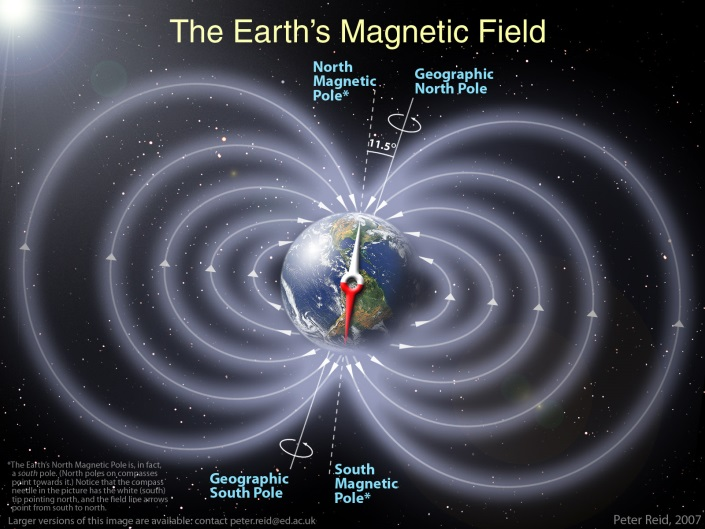 The Earth's Magnetic Field
North
Magnetic
Pole*
Geographic
North Pole
11.5°
Geographic
South Pole
South
Magnetic
Pole*
*The Earth's North Magnetic Pole is, in fact,
a south pole. (North poles on compasses
point towards it.) Notice that the compass
needle in the picture has the white (south)
tip pointing north, and the field line arrows
point from south to north.
Larger versions of this image are available: contact peter.reid@ed.ac.uk
Peter Reid, 2007